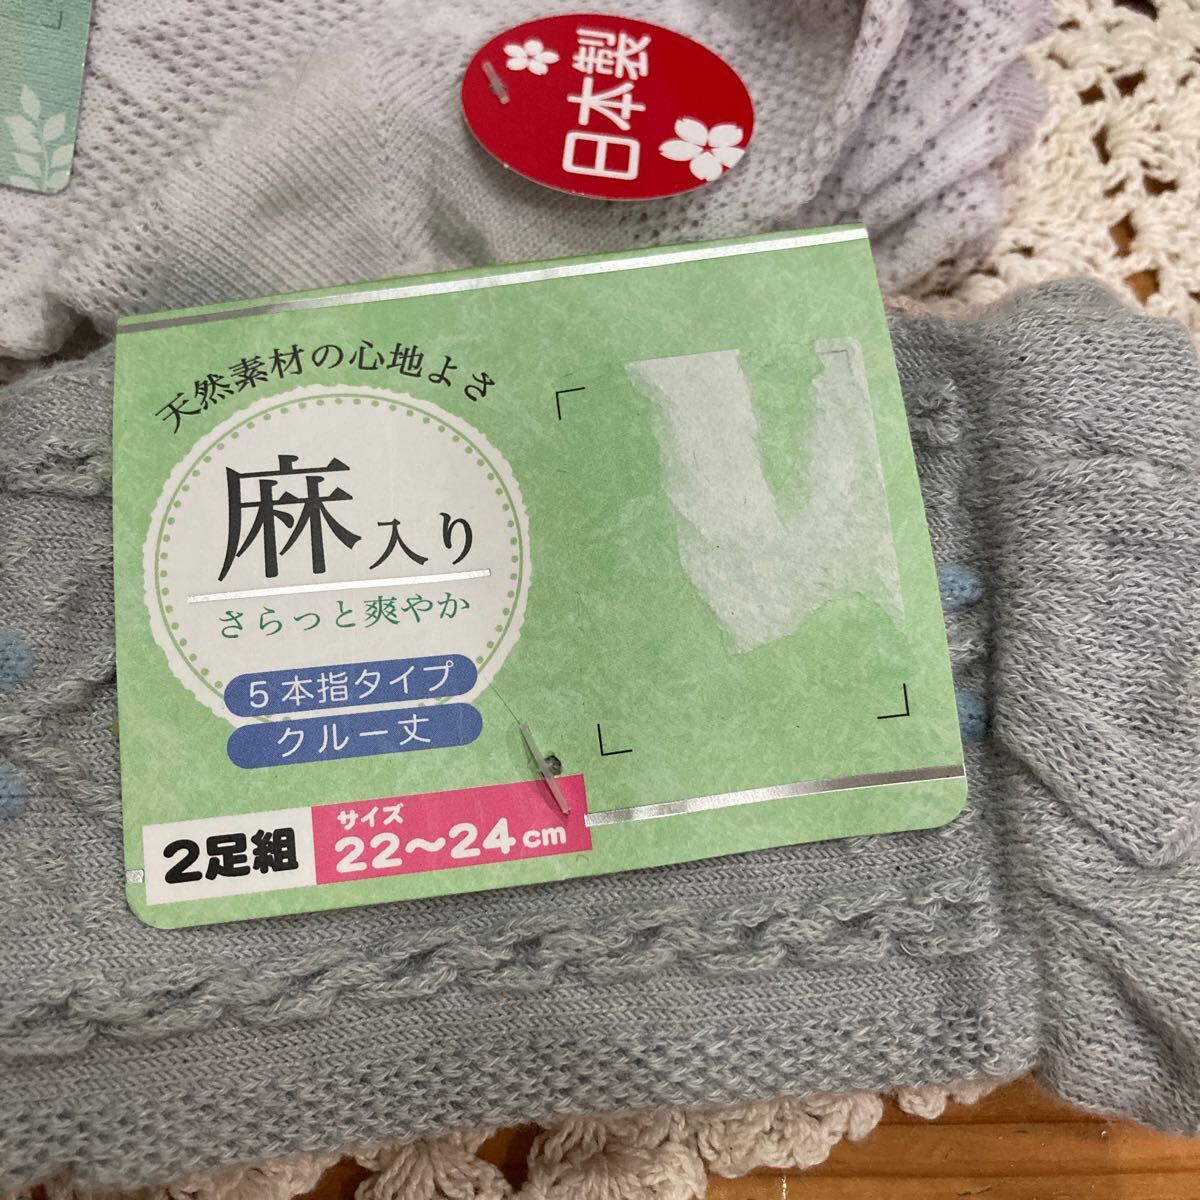 日本製
天然素材の心地よさ
麻入り
さらっと爽やか
5本指タイプ
クルー丈
2足組
サイズ
22～24cm